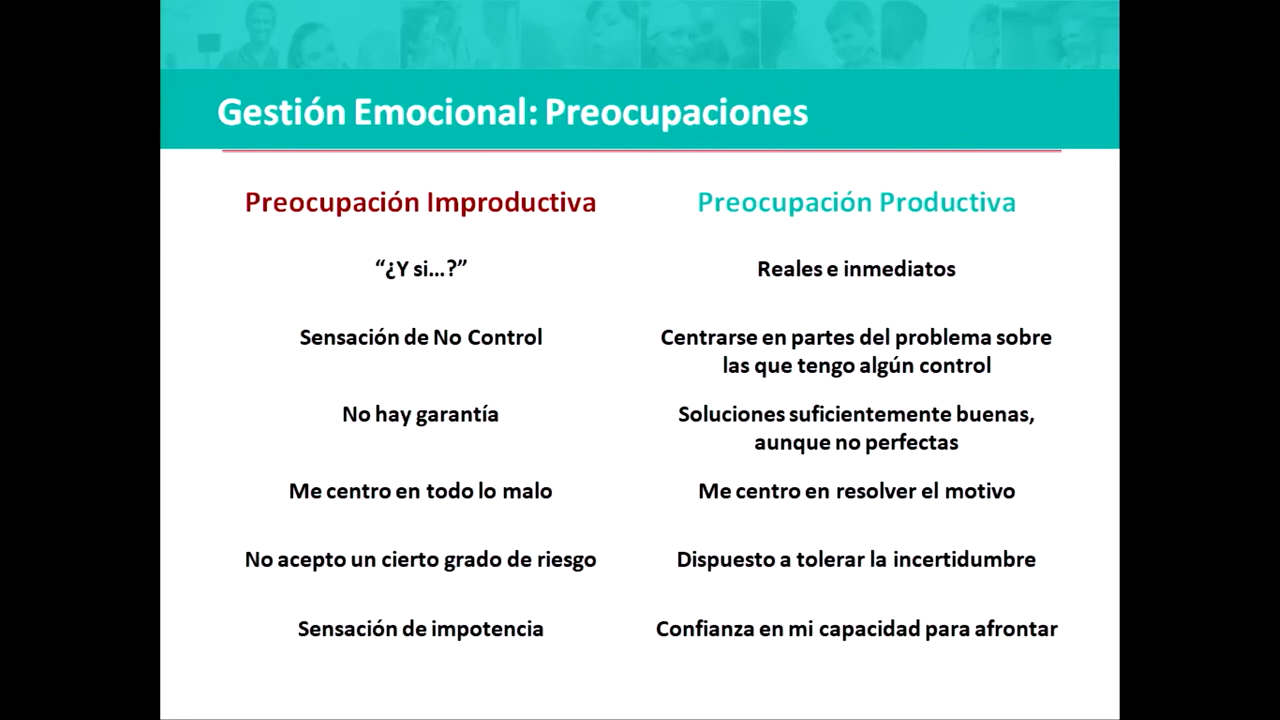 Gestión Emocional: Preocupaciones
Preocupación Improductiva
Preocupación Productiva
“¿Y si...?”
Reales e inmediatos
Sensación de No Control
Centrarse en partes del problema sobre
las que tengo algún control
No hay garantía
Soluciones suficientemente buenas,
aunque no perfectas
Me centro en todo lo malo
Me centro en resolver el motivo
No acepto un cierto grado de riesgo
Dispuesto a tolerar la incertidumbre
Sensación de impotencia
Confianza en mi capacidad para afrontar